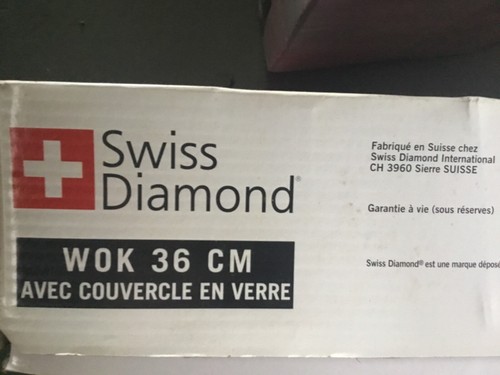 Swiss
Diamond®
WOK 36 CM
AVEC COUVERCLE EN VERRE
Fabriqué en Suisse chez
Swiss Diamond International
CH 3960 Sierre SUISSE
Garantie à vie (sous réserves)
Swiss Diamond® est une marque déposé